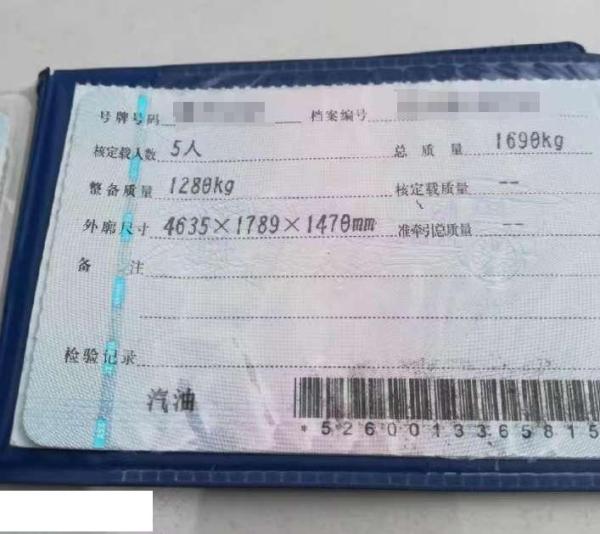 号牌号码 档案编号
核定载人数 5人 总质量 1690kg
整备质量 1280kg 核定载质量 --
外廓尺寸 4635×1789×1470mm 准牵引总质量 --
备注
检验记录
汽油
*5260013365815